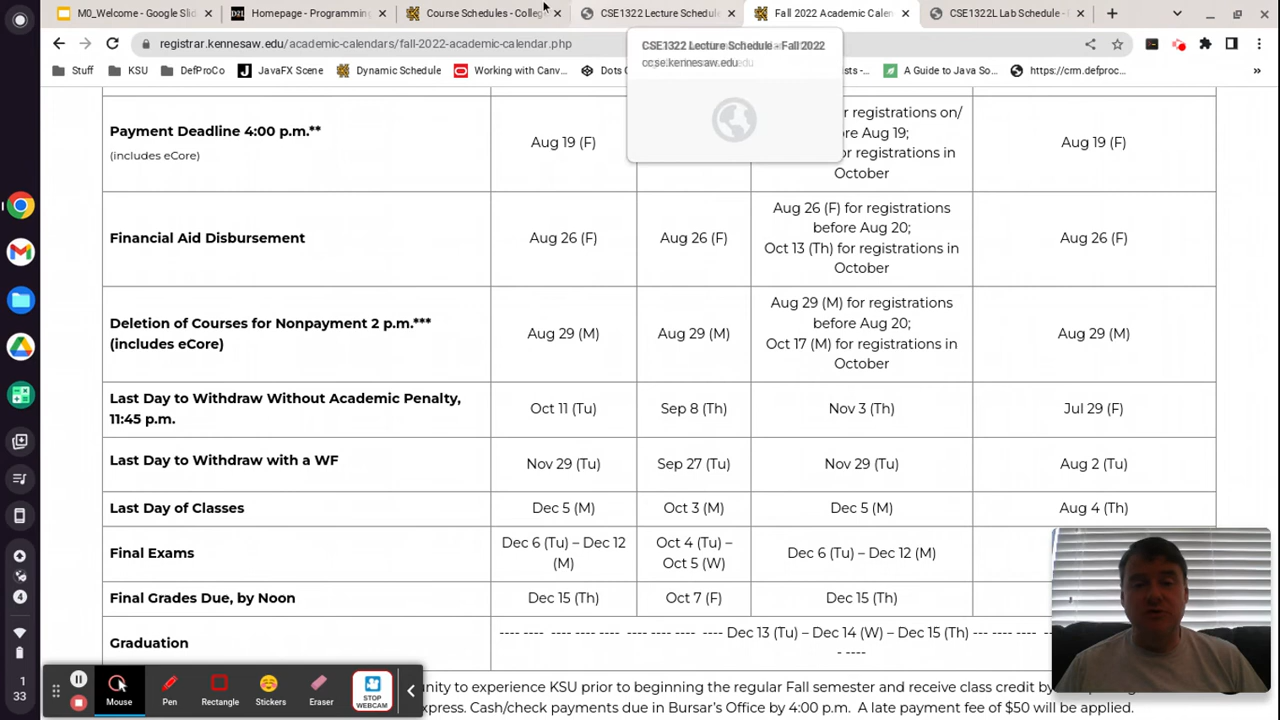 M0_Welcome - Google Slid
Homepage - Programming
Course Schedules - Colleg
CSE1322 Lecture Schedule
Fall 2022 Academic Calen
CSE1322L Lab Schedule - F
registrar.kennesaw.edu/academic-calendars/fall-2022-academic-calendar.php
Stuff
KSU
DefProCo
JavaFX Scene
Dynamic Schedule
Working with Canv...
Dots
sts -...
A Guide to Java So...
https://crm.defproc...
»
CSE1322 Lecture Schedule - Fall 2022
ccse.kennesaw.edu
Payment Deadline 4:00 p.m.**
(includes eCore)
Aug 19 (F)
r registrations on/
re Aug 19;
r registrations in
October
Aug 19 (F)
Financial Aid Disbursement
Aug 26 (F)
Aug 26 (F)
Aug 26 (F) for registrations
before Aug 20;
Oct 13 (Th) for registrations in
October
Aug 26 (F)
Deletion of Courses for Nonpayment 2 p.m.***
(includes eCore)
Aug 29 (M)
Aug 29 (M)
Aug 29 (M) for registrations
before Aug 20;
Oct 17 (M) for registrations in
October
Aug 29 (M)
Last Day to Withdraw Without Academic Penalty,
11:45 p.m.
Oct 11 (Tu)
Sep 8 (Th)
Nov 3 (Th)
Jul 29 (F)
Last Day to Withdraw with a WF
Nov 29 (Tu)
Sep 27 (Tu)
Nov 29 (Tu)
Aug 2 (Tu)
Last Day of Classes
Dec 5 (M)
Oct 3 (M)
Dec 5 (M)
Aug 4 (Th)
Final Exams
Dec 6 (Tu) – Dec 12
(M)
Oct 4 (Tu) –
Oct 5 (W)
Dec 6 (Tu) – Dec 12 (M)
Final Grades Due, by Noon
Dec 15 (Th)
Oct 7 (F)
Dec 15 (Th)
Graduation
---- ---- ---- ---- ---- ---- ---- Dec 13 (Tu) – Dec 14 (W) – Dec 15 (Th) --- ---- ----
- ----
unity to experience KSU prior to beginning the regular Fall semester and receive class credit by
xpress. Cash/check payments due in Bursar's Office by 4:00 p.m. A late payment fee of $50 will be applied.
Mouse
Pen
Rectangle
Stickers
Eraser
STOP
WEBCAM
4
1
33